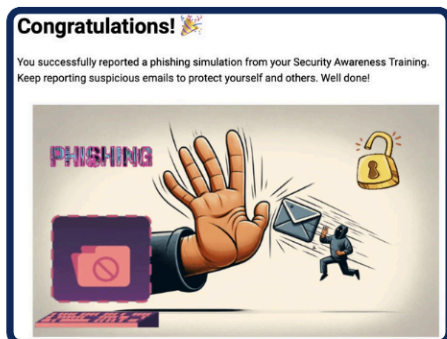 Congratulations! 🎉
You successfully reported a phishing simulation from your Security Awareness Training.
Keep reporting suspicious emails to protect yourself and others. Well done!
PHISHING